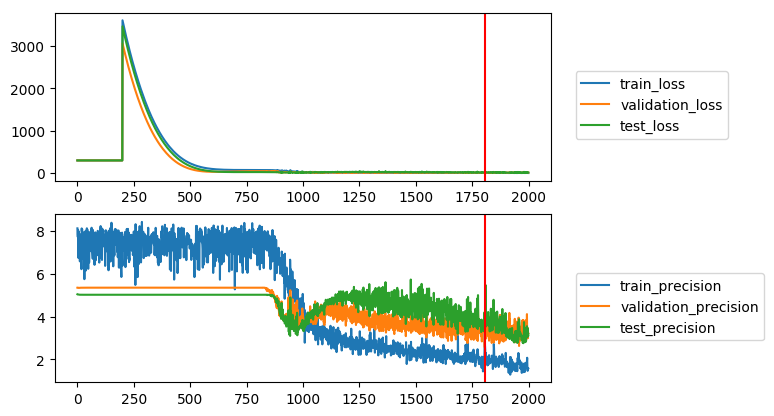 3000
2000
1000
0
0 250 500 750 1000 1250 1500 1750 2000
train_loss
validation_loss
test_loss
8
6
4
2
0 250 500 750 1000 1250 1500 1750 2000
train_precision
validation_precision
test_precision